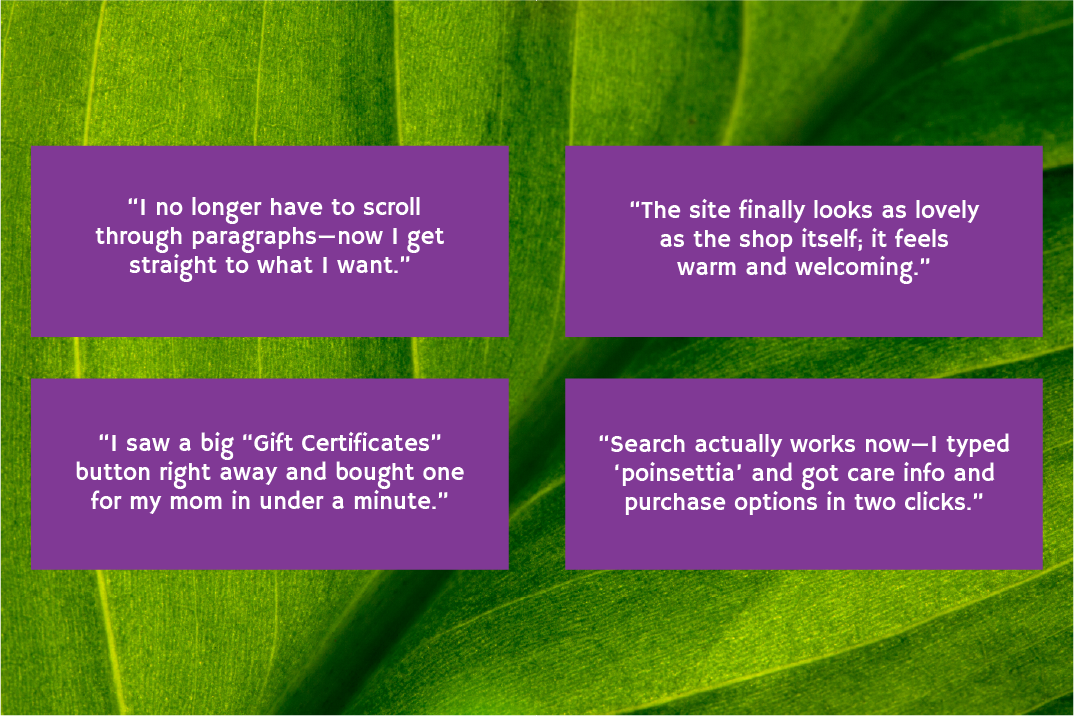 “I no longer have to scroll
through paragraphs—now I get
straight to what I want.”
“The site finally looks as lovely
as the shop itself; it feels
warm and welcoming.”
“I saw a big “Gift Certificates”
button right away and bought one
for my mom in under a minute.”
“Search actually works now—I typed
‘poinsettia’ and got care info and
purchase options in two clicks.”